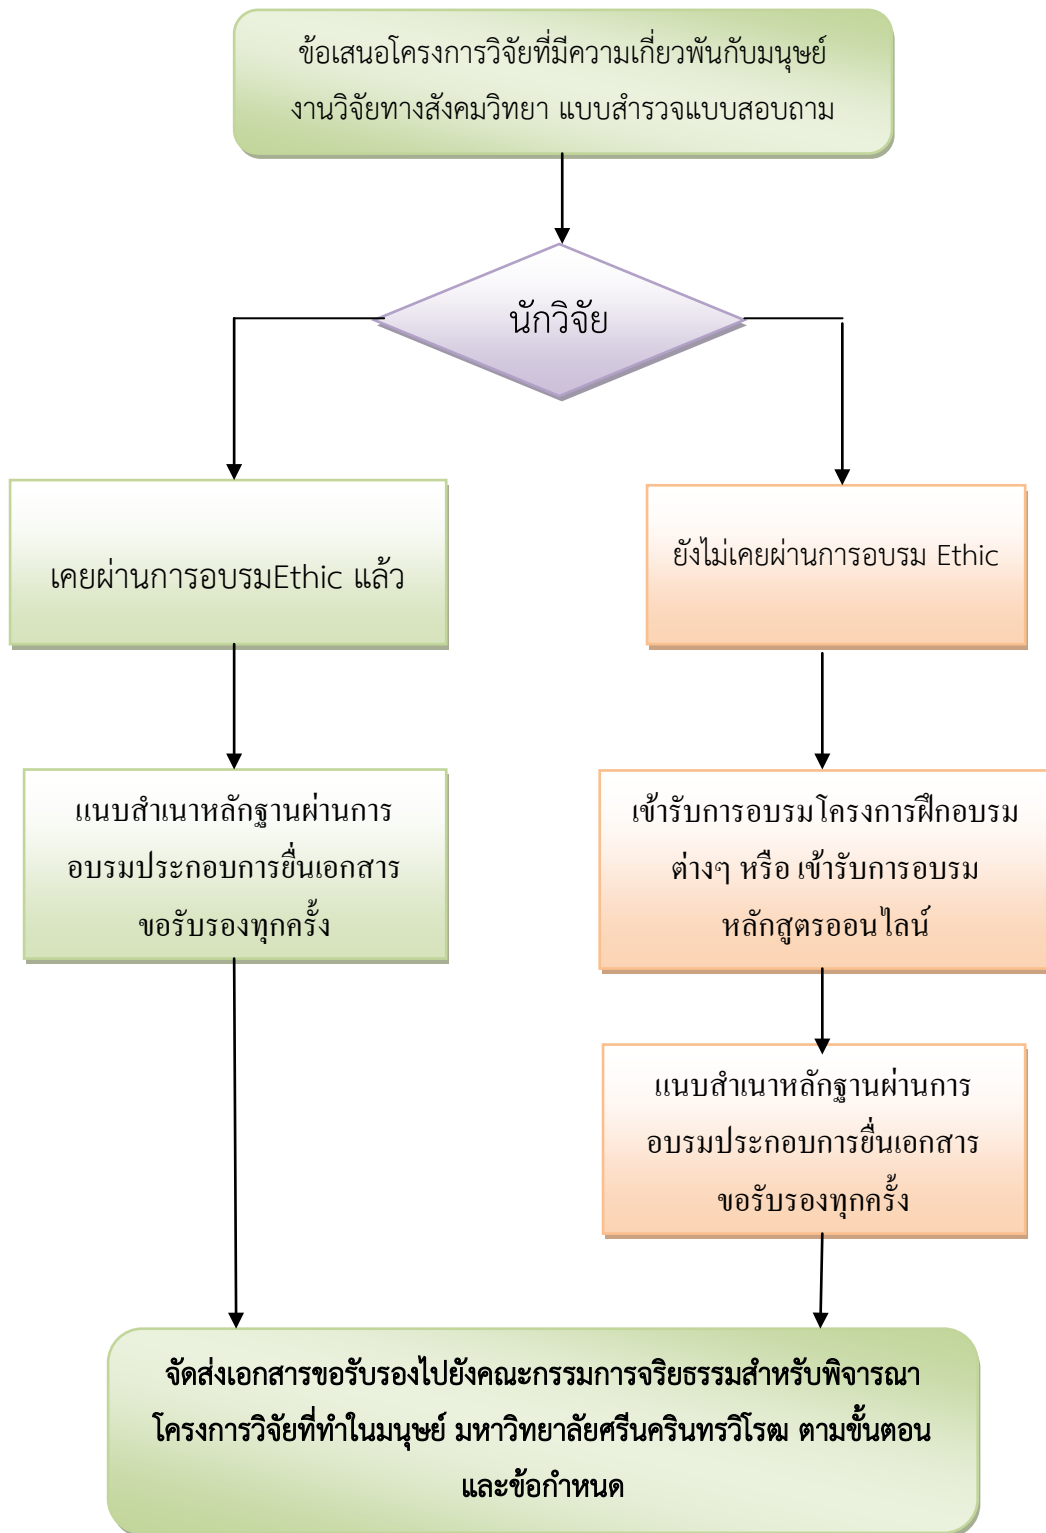 ข้อเสนอโครงการวิจัยที่มีความเกี่ยวพันกับมนุษย์
งานวิจัยทางสังคมวิทยา แบบสำรวจแบบสอบถาม
นักวิจัย
เคยผ่านการอบรมEthic แล้ว
ยังไม่เคยผ่านการอบรม Ethic
แนบสำเนาหลักฐานผ่านการ
อบรมประกอบการยื่นเอกสาร
ขอรับรองทุกครั้ง
เข้ารับการอบรมโครงการฝึกอบรม
ต่างๆ หรือ เข้ารับการอบรม
หลักสูตรออนไลน์
แนบสำเนาหลักฐานผ่านการ
อบรมประกอบการยื่นเอกสาร
ขอรับรองทุกครั้ง
จัดส่งเอกสารขอรับรองไปยังคณะกรรมการจริยธรรมสำหรับพิจารณา
โครงการวิจัยที่ทำในมนุษย์ มหาวิทยาลัยศรีนครินทรวิโรฒ ตามขั้นตอน
และข้อกำหนด